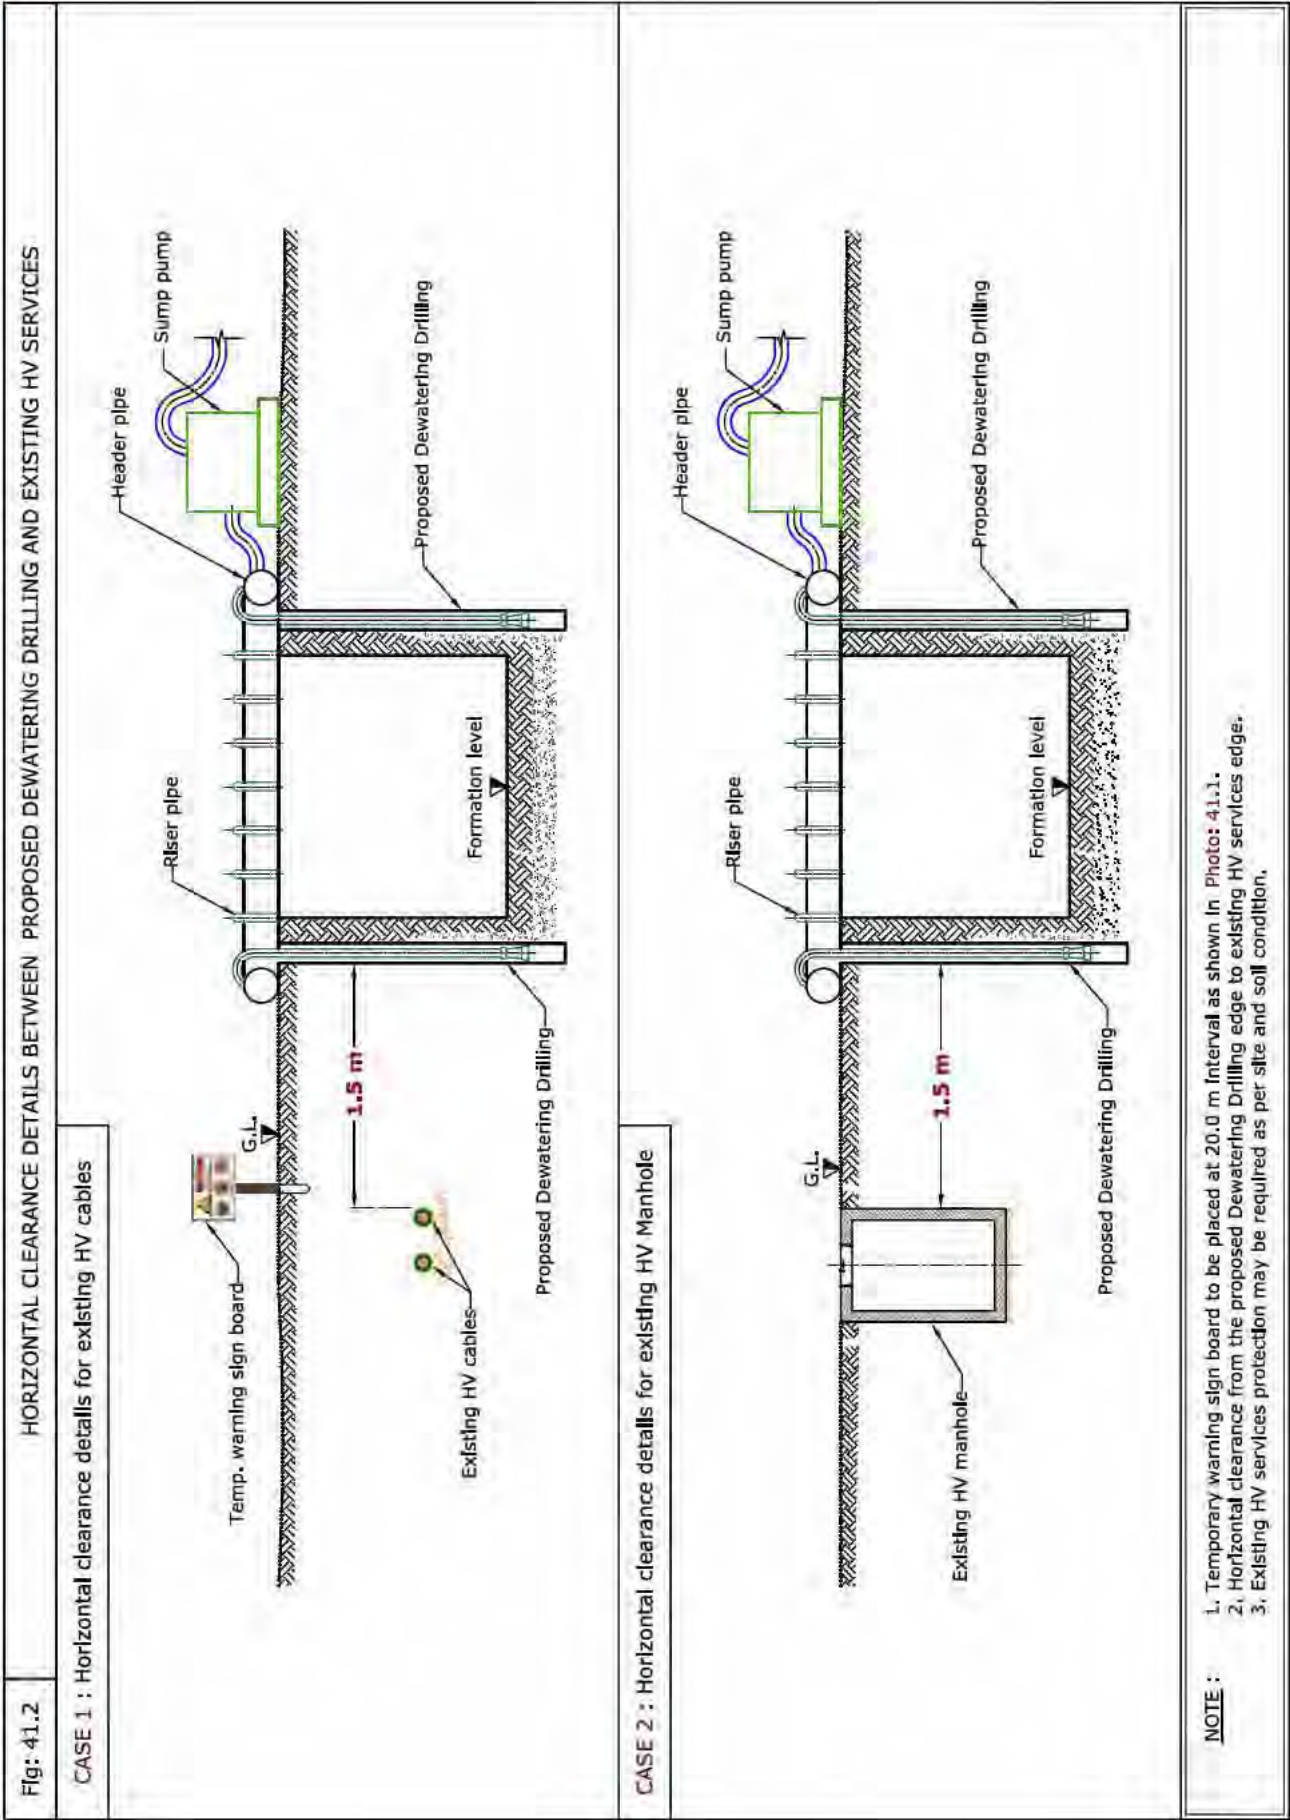 Fig: 41.2
HORIZONTAL CLEARANCE DETAILS BETWEEN PROPOSED DEWATERING DRILLING AND EXISTING HV SERVICES
CASE 1 : Horizontal clearance details for existing HV cables
Temp. warning sign board
G.L.
Riser pipe
Header pipe
Sump pump
1.5 m
Existing HV cables
Formation level
Proposed Dewatering Drilling
Proposed Dewatering Drilling
CASE 2 : Horizontal clearance details for existing HV Manhole
G.L.
Riser pipe
Header pipe
Sump pump
1.5 m
Existing HV manhole
Formation level
Proposed Dewatering Drilling
Proposed Dewatering Drilling
NOTE :
1. Temporary warning sign board to be placed at 20.0 m Interval as shown in Photo: 41.1.
2. Horizontal clearance from the proposed Dewatering Drilling edge to existing HV services edge.
3. Existing HV services protection may be required as per site and soil condition.